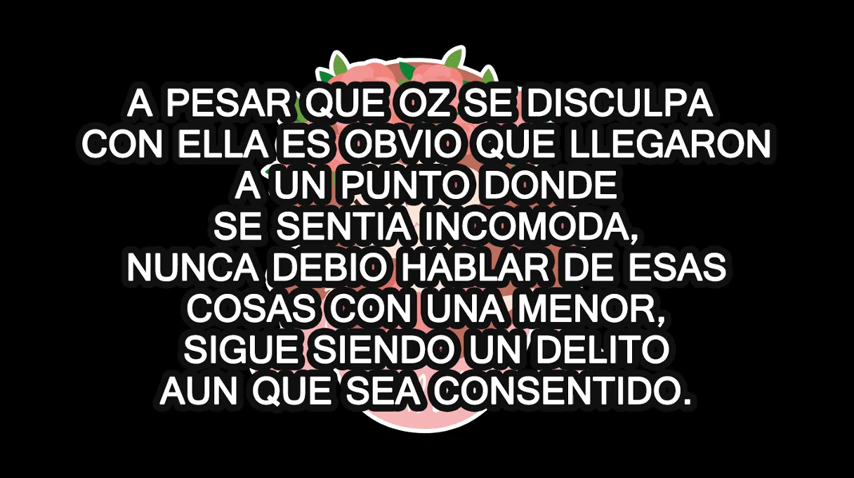 A PESAR QUE OZ SE DISCULPA
CON ELLA ES OBVIO QUE LLEGARON
A UN PUNTO DONDE
SE SENTIA INCOMODA,
NUNCA DEBIO HABLAR DE ESAS
COSAS CON UNA MENOR,
SIGUE SIENDO UN DELITO
AUN QUE SEA CONSENTIDO.